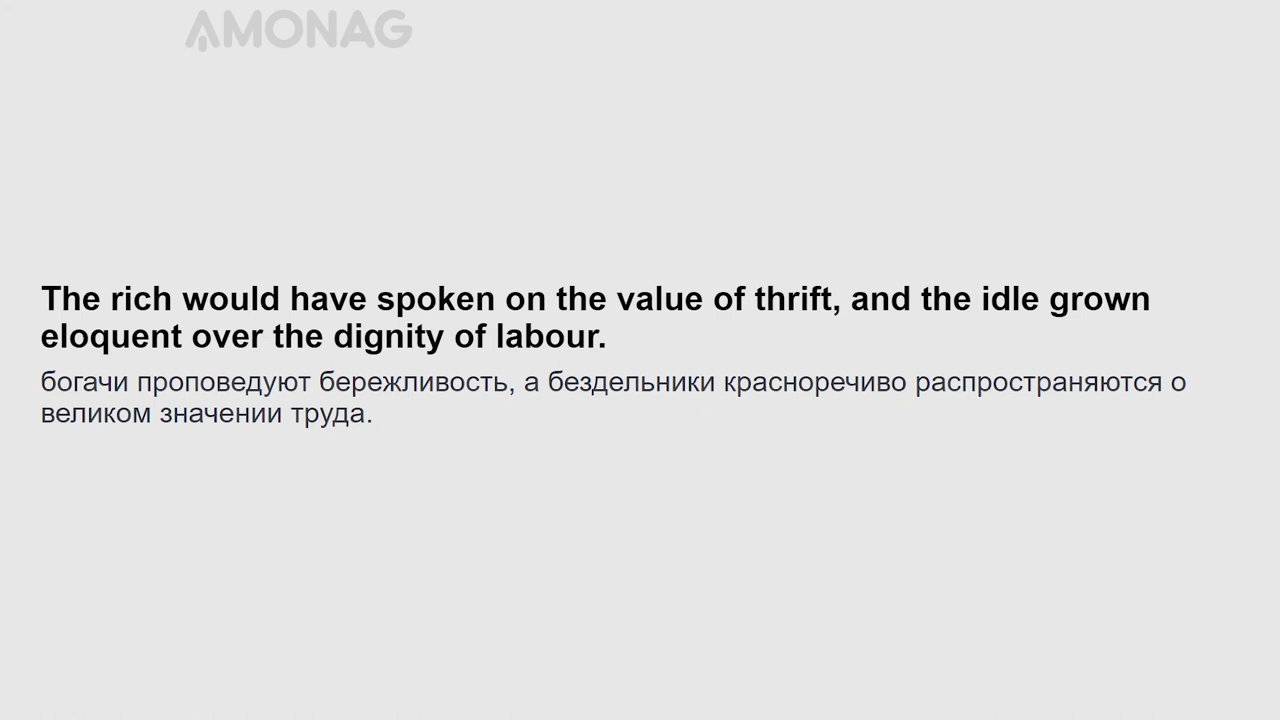 AMONAG
The rich would have spoken on the value of thrift, and the idle grown
eloquent over the dignity of labour.
богачи проповедуют бережливость, а бездельники красноречиво распространяются о
великом значении труда.